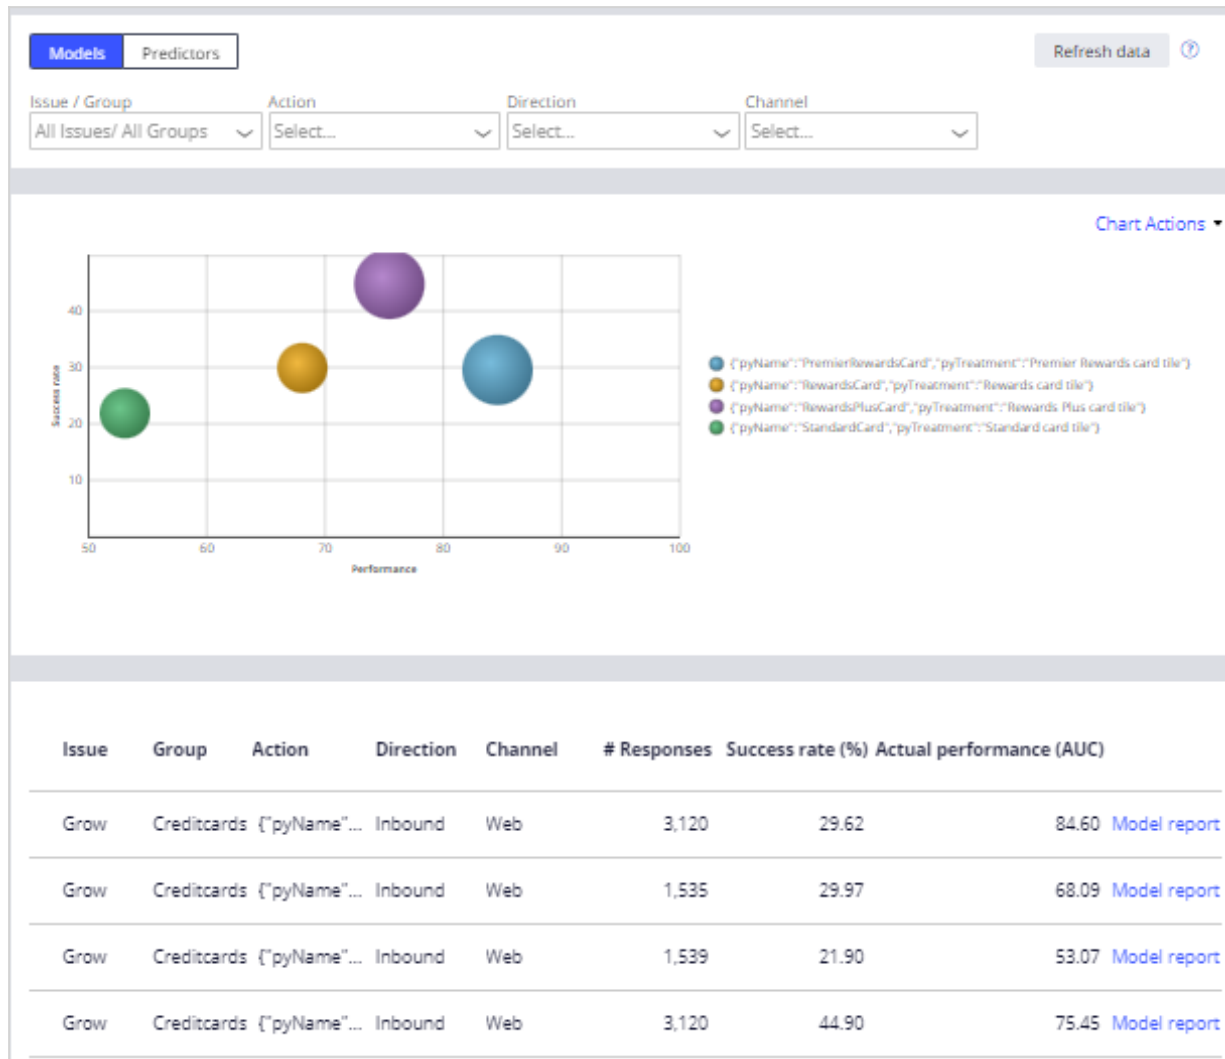 Models Predictors Refresh data ?
Issue / Group Action Direction Channel
All Issues/ All Groups Select... Select... Select...
Chart Actions
40
30
20
10
Success rate
50 60 70 80 90 100
Performance
{"pyName":"PremierRewardsCard","pyTreatment":"Premier Rewards card tile"}
{"pyName":"RewardsCard","pyTreatment":"Rewards card tile"}
{"pyName":"RewardsPlusCard","pyTreatment":"Rewards Plus card tile"}
{"pyName":"StandardCard","pyTreatment":"Standard card tile"}
Issue Group Action Direction Channel # Responses Success rate (%) Actual performance (AUC)
Grow Creditcards {"pyName"... Inbound Web 3,120 29.62 84.60 Model report
Grow Creditcards {"pyName"... Inbound Web 1,535 29.97 68.09 Model report
Grow Creditcards {"pyName"... Inbound Web 1,539 21.90 53.07 Model report
Grow Creditcards {"pyName"... Inbound Web 3,120 44.90 75.45 Model report